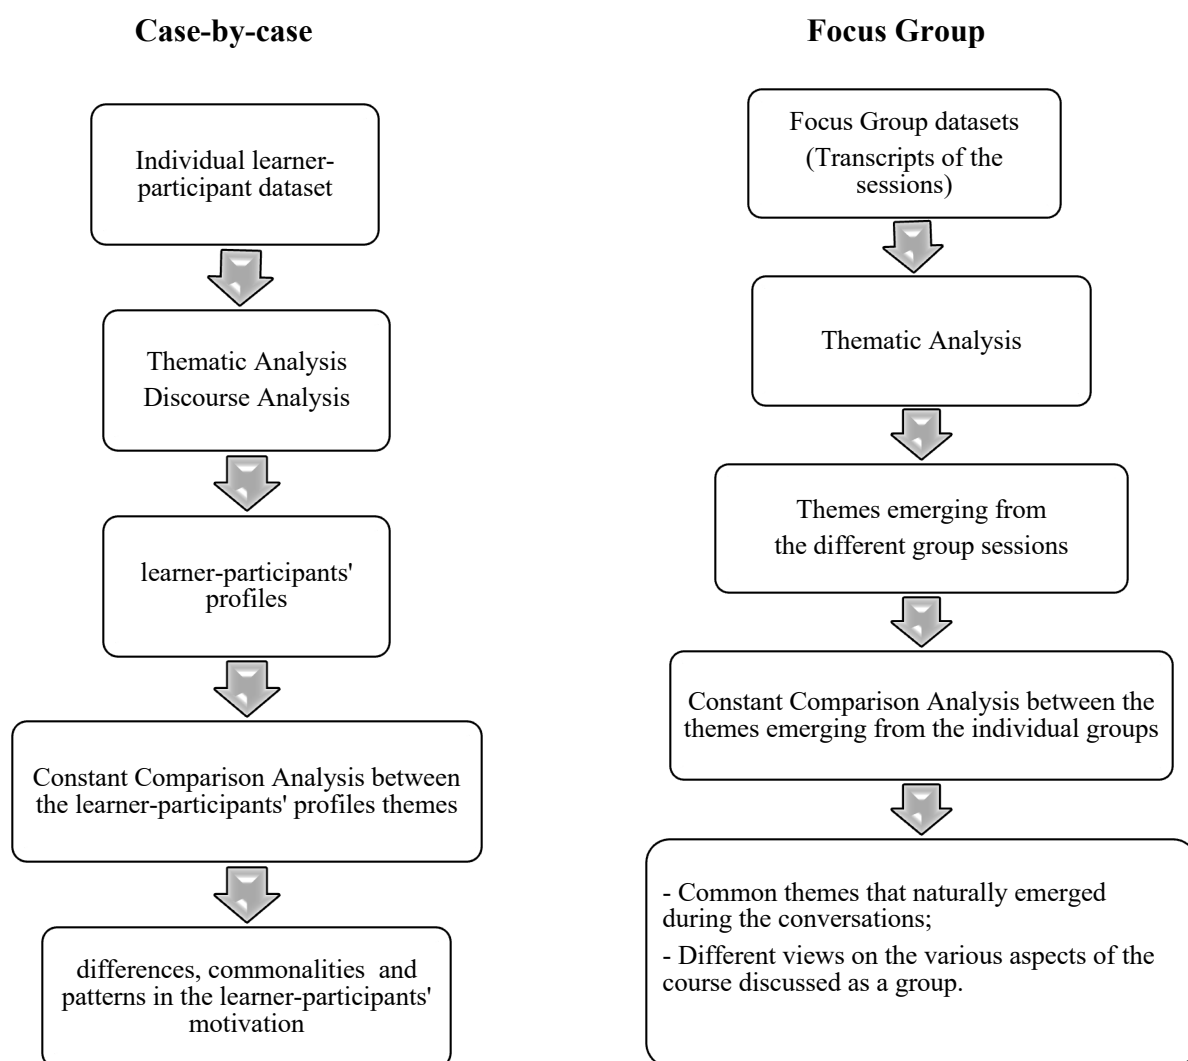 Case-by-case
Individual learner-
participant dataset
Thematic Analysis
Discourse Analysis
learner-participants'
profiles
Constant Comparison Analysis between
the learner-participants' profiles themes
differences, commonalities and
patterns in the learner-participants'
motivation
Focus Group
Focus Group datasets
(Transcripts of the
sessions)
Thematic Analysis
Themes emerging from
the different group sessions
Constant Comparison Analysis between the
themes emerging from the individual groups
- Common themes that naturally emerged
during the conversations;
- Different views on the various aspects of the
course discussed as a group.